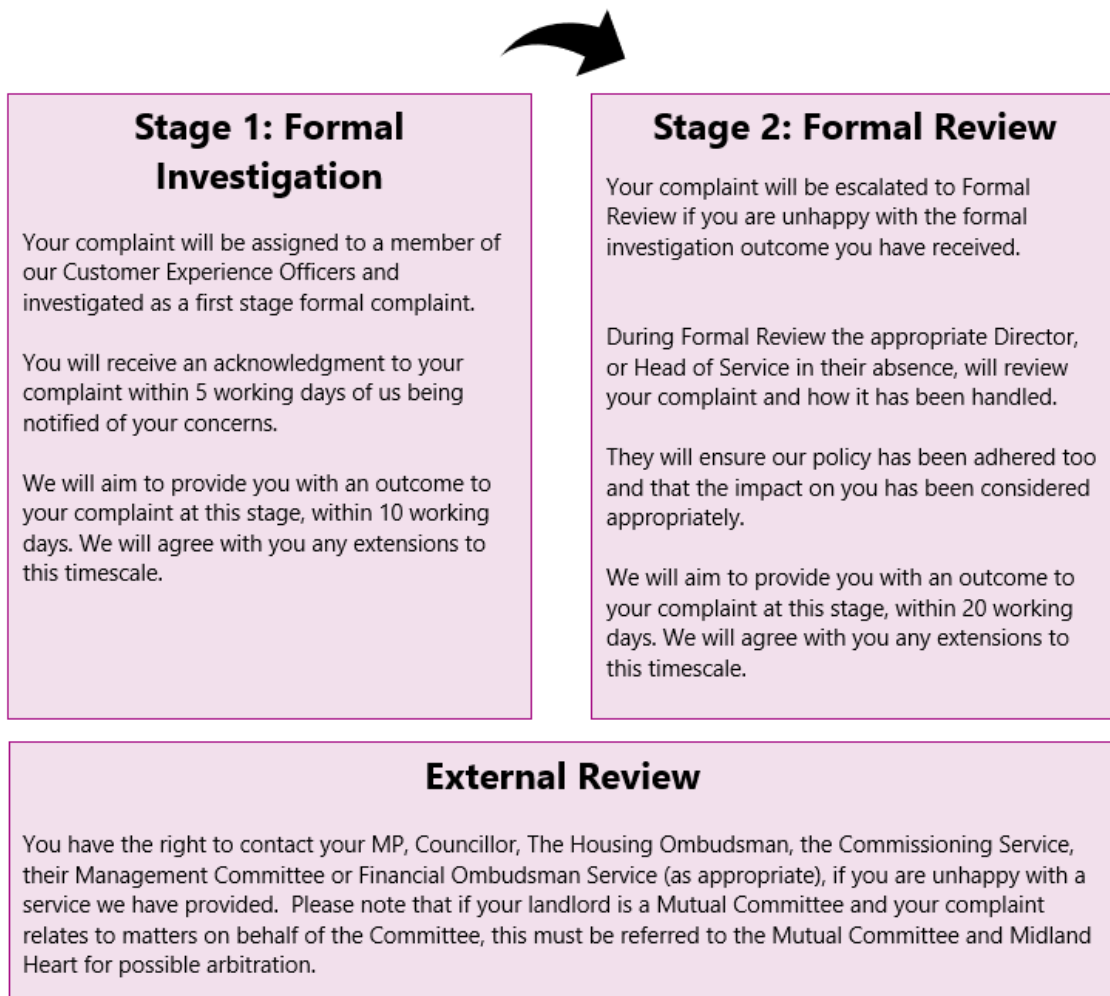 Stage 1: Formal
Investigation
Your complaint will be assigned to a member of
our Customer Experience Officers and
investigated as a first stage formal complaint.
You will receive an acknowledgment to your
complaint within 5 working days of us being
notified of your concerns.
We will aim to provide you with an outcome to
your complaint at this stage, within 10 working
days. We will agree with you any extensions to
this timescale.
Stage 2: Formal Review
Your complaint will be escalated to Formal
Review if you are unhappy with the formal
investigation outcome you have received.
During Formal Review the appropriate Director,
or Head of Service in their absence, will review
your complaint and how it has been handled.
They will ensure our policy has been adhered too
and that the impact on you has been considered
appropriately.
We will aim to provide you with an outcome to
your complaint at this stage, within 20 working
days. We will agree with you any extensions to
this timescale.
External Review
You have the right to contact your MP, Councillor, The Housing Ombudsman, the Commissioning Service,
their Management Committee or Financial Ombudsman Service (as appropriate), if you are unhappy with a
service we have provided.  Please note that if your landlord is a Mutual Committee and your complaint
relates to matters on behalf of the Committee, this must be referred to the Mutual Committee and Midland
Heart for possible arbitration.